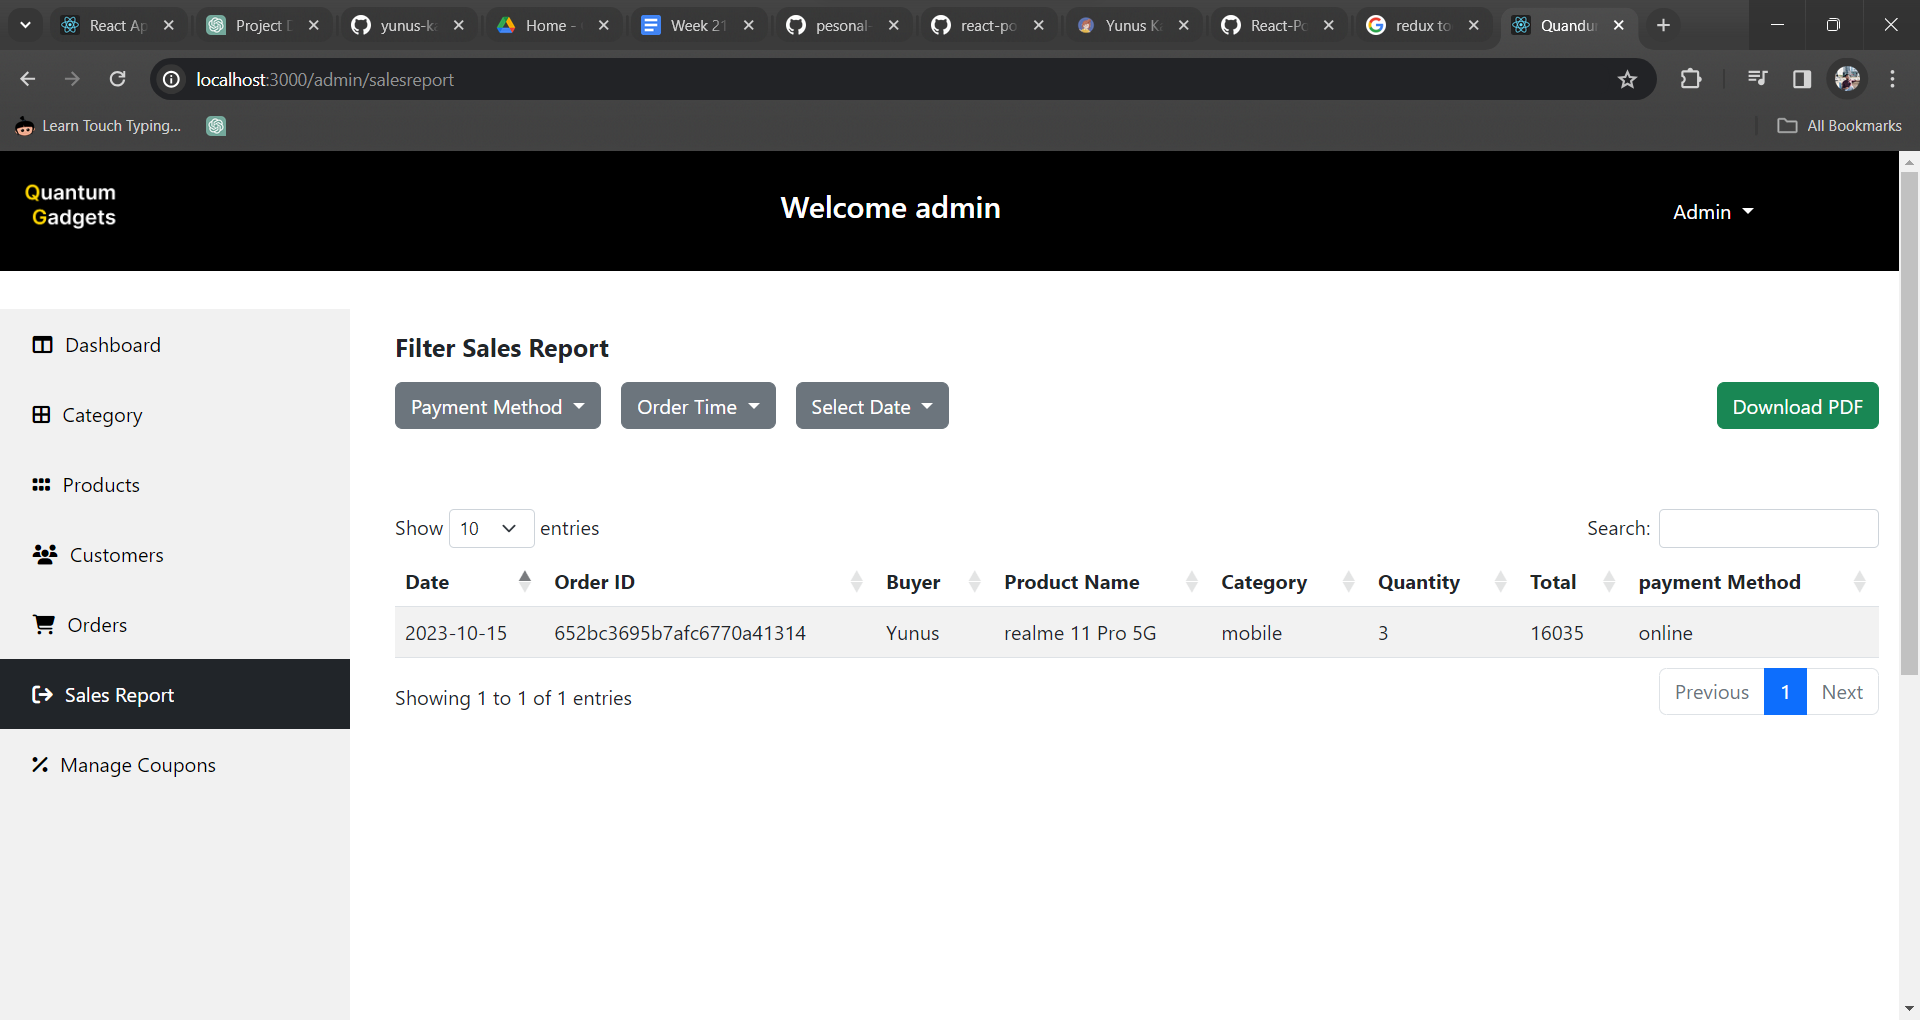 React Ap
Project D
yunus-ka
Home -
Week 21
pesonal-
react-po
Yunus Ka
React-Po
redux to
Quandu
localhost:3000/admin/salesreport
Learn Touch Typing...
All Bookmarks
Quantum
Gadgets
Welcome admin
Admin
Dashboard
Category
Products
Customers
Orders
Sales Report
Manage Coupons
Filter Sales Report
Payment Method
Order Time
Select Date
Download PDF
Show 10 entries
Search:
Date Order ID Buyer Product Name Category Quantity Total payment Method
2023-10-15 652bc3695b7afc6770a41314 Yunus realme 11 Pro 5G mobile 3 16035 online
Showing 1 to 1 of 1 entries
Previous 1 Next